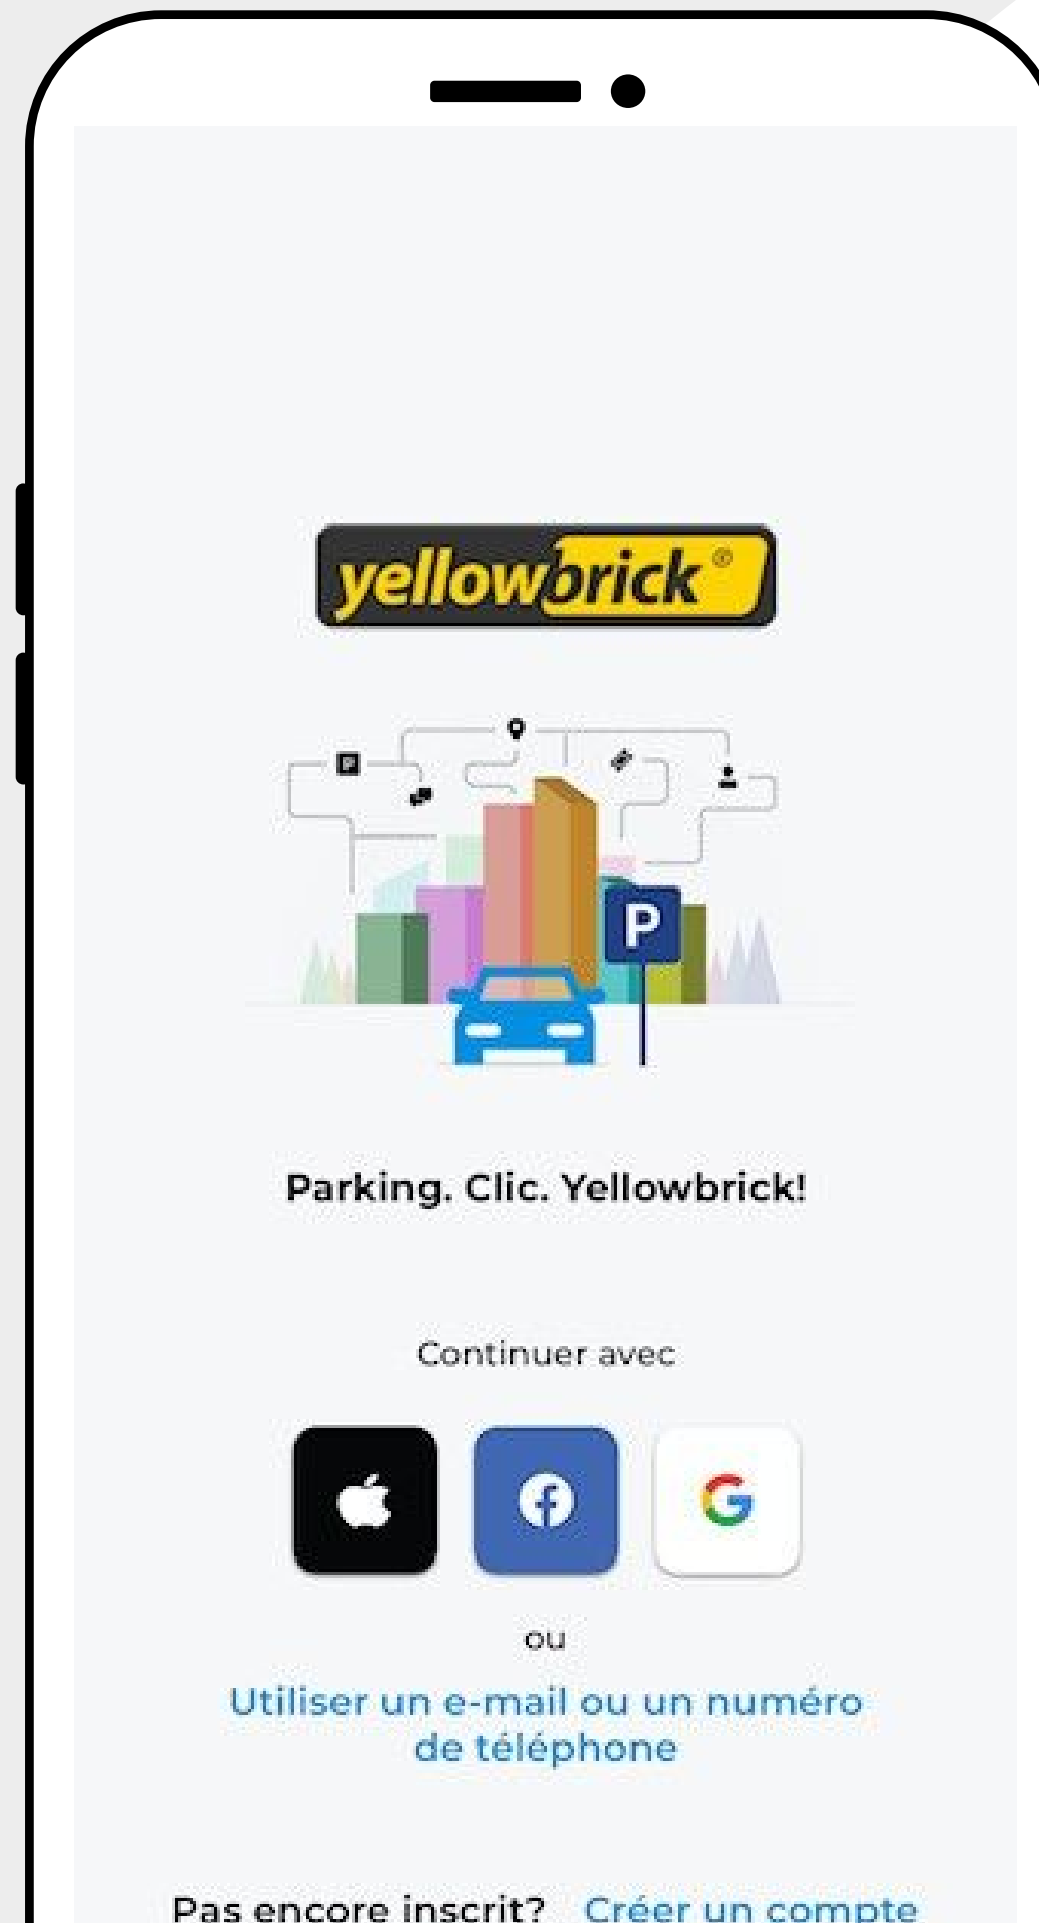 yellowbrick®
P
P
Parking. Clic. Yellowbrick!
Continuer avec
ou
Utiliser un e-mail ou un numéro
de téléphone
Pas encore inscrit? Créer un compte